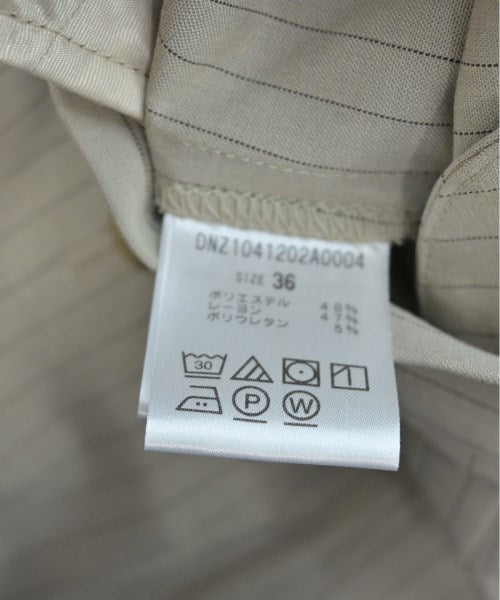 DNZ1041202A0004
SIZE 36
ポリエステル 48%
レーヨン 47%
ポリウレタン 5%
30
P W